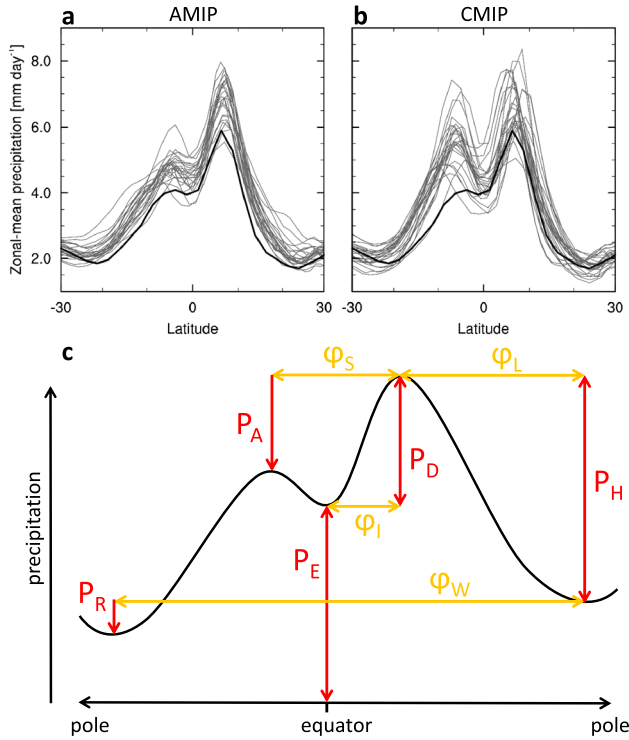 a AMIP
b CMIP
Zonal-mean precipitation [mm day⁻¹]
8.0
6.0
4.0
2.0
-30 0 30
-30 0 30
Latitude
Latitude
c
φS
φL
PA
PD
PH
φI
PE
PR
φW
precipitation
pole equator pole